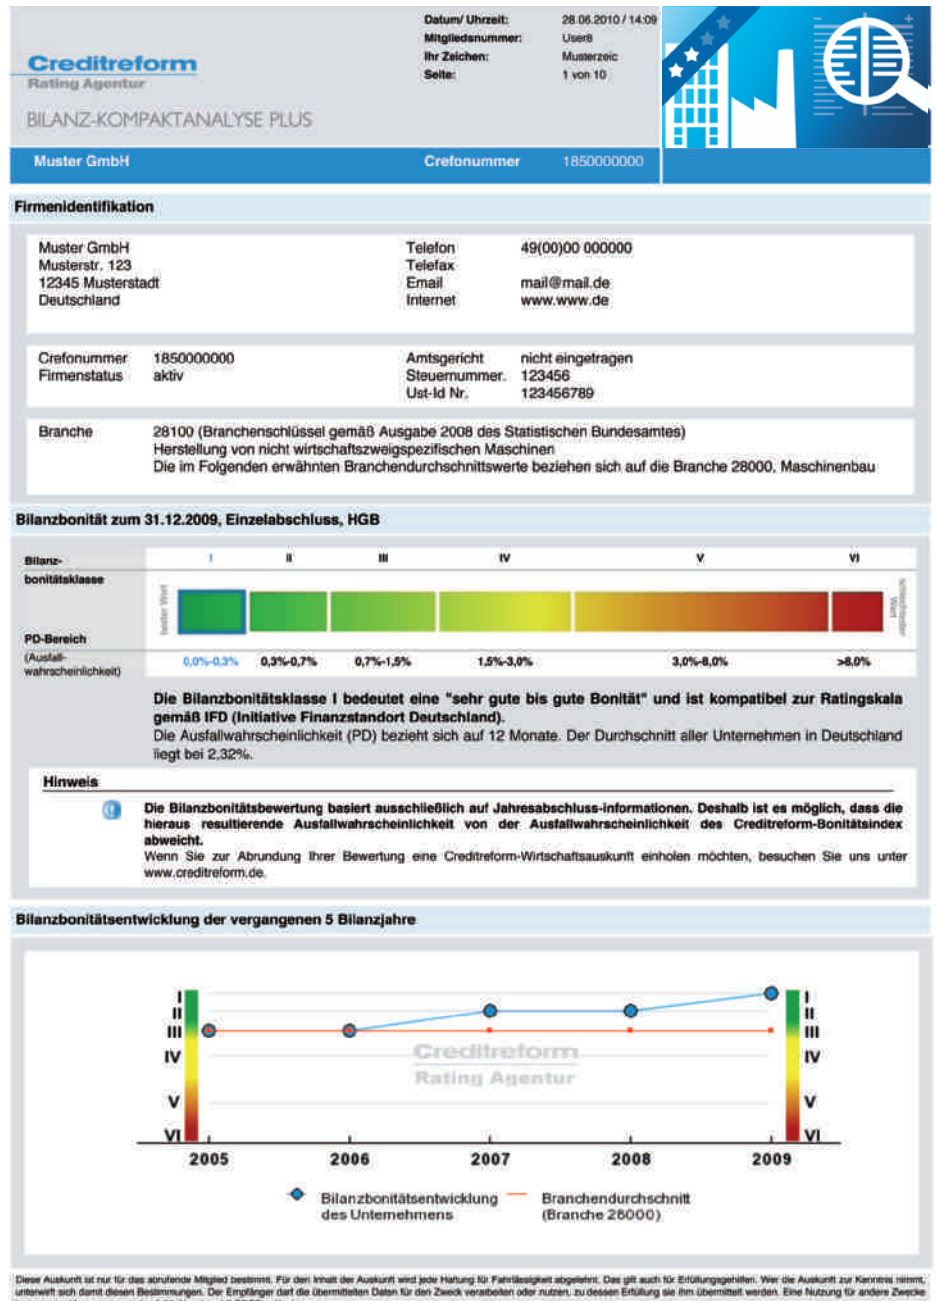 Datum/ Uhrzeit: 28.06.2010 / 14:09
Mitgliedsnummer: User8
Ihr Zeichen: Musterzeic
Seite: 1 von 10
Creditreform
Rating Agentur
BILANZ-KOMPAKTANALYSE PLUS
Muster GmbH Crefonummer 1850000000
Firmenidentifikation
Muster GmbH Telefon 49(00)00 000000
Musterstr. 123 Telefax
12345 Musterstadt Email mail@mail.de
Deutschland Internet www.www.de
Crefonummer 1850000000 Amtsgericht nicht eingetragen
Firmenstatus aktiv Steuernummer. 123456
Ust-Id Nr. 123456789
Branche 28100 (Branchenschlüssel gemäß Ausgabe 2008 des Statistischen Bundesamtes)
Herstellung von nicht wirtschaftszweigspezifischen Maschinen
Die im Folgenden erwähnten Branchendurchschnittswerte beziehen sich auf die Branche 28000, Maschinenbau
Bilanzbonität zum 31.12.2009, Einzelabschluss, HGB
Bilanz- I II III IV V VI
bonitätsklasse
bester Wert
schlechtester
Wert
PD-Bereich
(Ausfall- 0,0%-0,3% 0,3%-0,7% 0,7%-1,5% 1,5%-3,0% 3,0%-8,0% >8,0%
wahrscheinlichkeit)
Die Bilanzbonitätsklasse I bedeutet eine "sehr gute bis gute Bonität" und ist kompatibel zur Ratingskala
gemäß IFD (Initiative Finanzstandort Deutschland).
Die Ausfallwahrscheinlichkeit (PD) bezieht sich auf 12 Monate. Der Durchschnitt aller Unternehmen in Deutschland
liegt bei 2,32%.
Hinweis
Die Bilanzbonitätsbewertung basiert ausschließlich auf Jahresabschluss-informationen. Deshalb ist es möglich, dass die
hieraus resultierende Ausfallwahrscheinlichkeit von der Ausfallwahrscheinlichkeit des Creditreform-Bonitätsindex
abweicht.
Wenn Sie zur Abrundung Ihrer Bewertung eine Creditreform-Wirtschaftsauskunft einholen möchten, besuchen Sie uns unter
www.creditreform.de.
Bilanzbonitätsentwicklung der vergangenen 5 Bilanzjahre
I I
II II
III III
IV IV
V V
VI VI
Creditreform
Rating Agentur
2005 2006 2007 2008 2009
Bilanzbonitätsentwicklung Branchendurchschnitt
des Unternehmens (Branche 28000)
Diese Auskunft ist nur für das abrufende Mitglied bestimmt. Für den Inhalt der Auskunft wird jede Haftung für Fahrlässigkeit abgelehnt. Das gilt auch für Erfüllungsgehilfen. Wer die Auskunft zur Kenntnis nimmt,
unterwirft sich damit diesen Bestimmungen. Der Empfänger darf die übermittelten Daten für den Zweck verarbeiten oder nutzen, zu dessen Erfüllung sie ihm übermittelt werden. Eine Nutzung für andere Zwecke